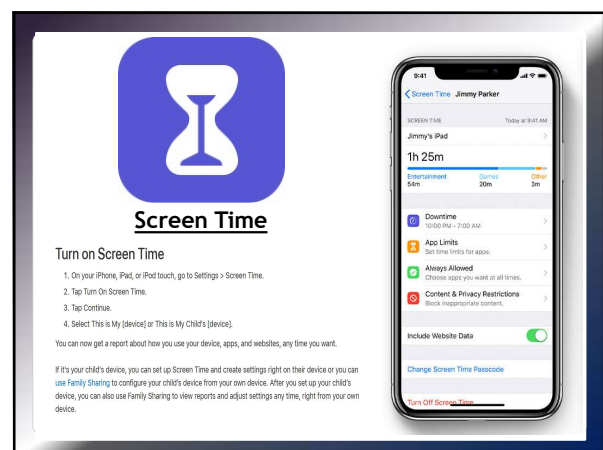 Screen Time
Turn on Screen Time
1. On your iPhone, iPad, or iPod touch, go to Settings > Screen Time.
2. Tap Turn On Screen Time.
3. Tap Continue.
4. Select This is My [device] or This is My Child's [device].
You can now get a report about how you use your device, apps, and websites, any time you want.
If it's your child's device, you can set up Screen Time and create settings right on their device or you can
use Family Sharing to configure your child's device from your own device. After you set up your child's
device, you can also use Family Sharing to view reports and adjust settings any time, right from your own
device.
9:41
Screen Time Jimmy Parker
SCREEN TIME Today at 9:41 AM
Jimmy's iPad
1h 25m
Entertainment Games Other
54m 20m 3m
Downtime
10:00 PM – 7:00 AM
App Limits
Set time limits for apps.
Always Allowed
Choose apps you want at all times.
Content & Privacy Restrictions
Block inappropriate content.
Include Website Data
Change Screen Time Passcode
Turn Off Screen Time